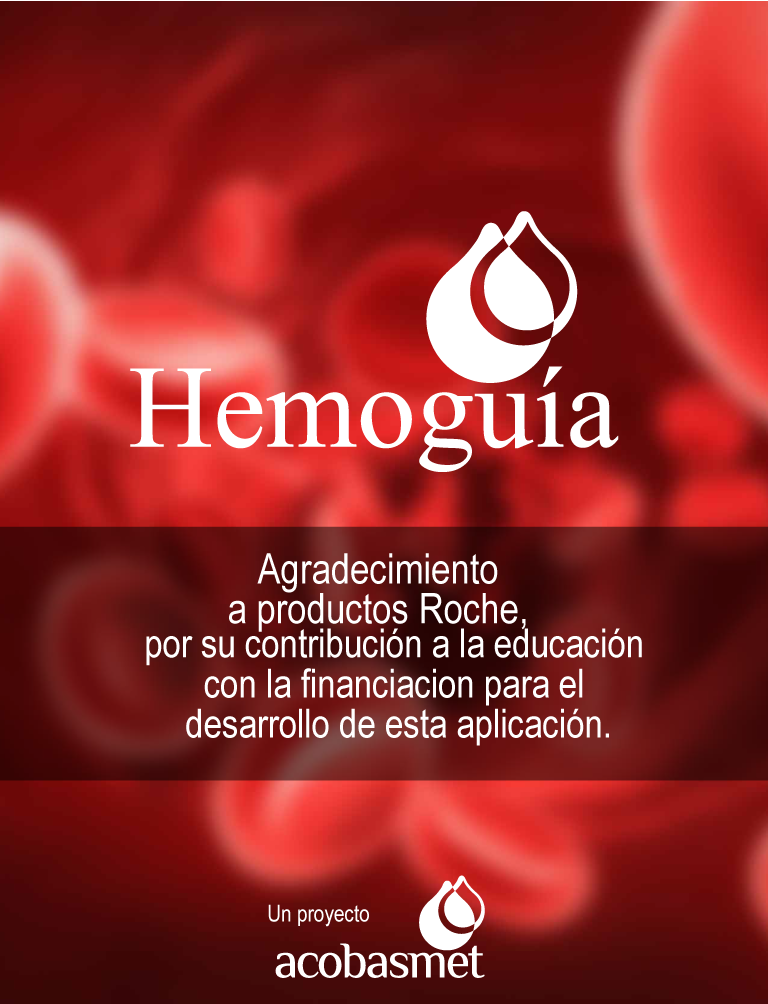 Hemoguía
Agradecimiento
a productos Roche,
por su contribución a la educación
con la financiacion para el
desarrollo de esta aplicación.
Un proyecto
acobasmet